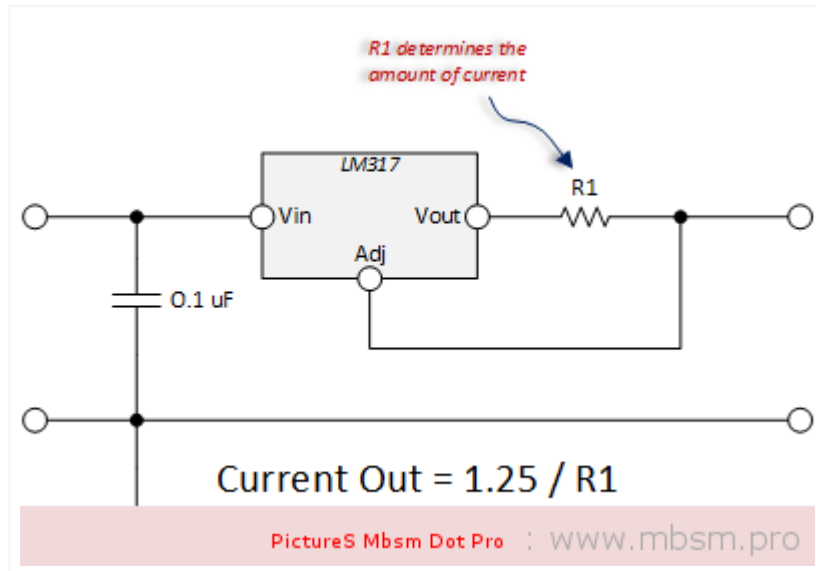 R1 determines the
amount of current
LM317
R1
Vin
Vout
Adj
0.1 uF
Current Out = 1.25 / R1
PictureS Mbsm Dot Pro : www.mbsm.pro